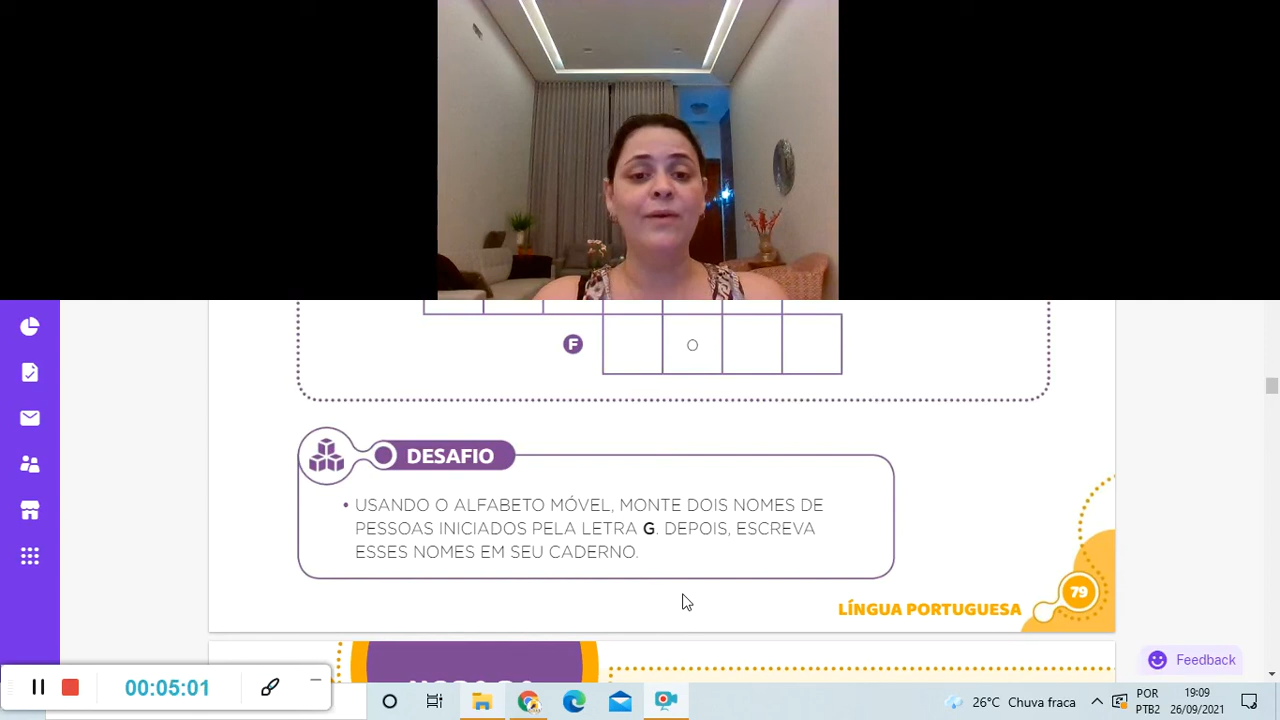 F
O
DESAFIO
• USANDO O ALFABETO MÓVEL, MONTE DOIS NOMES DE
PESSOAS INICIADOS PELA LETRA G. DEPOIS, ESCREVA
ESSES NOMES EM SEU CADERNO.
LÍNGUA PORTUGUESA 79
Feedback
00:05:01
26°C Chuva fraca
POR
PTB2
19:09
26/09/2021